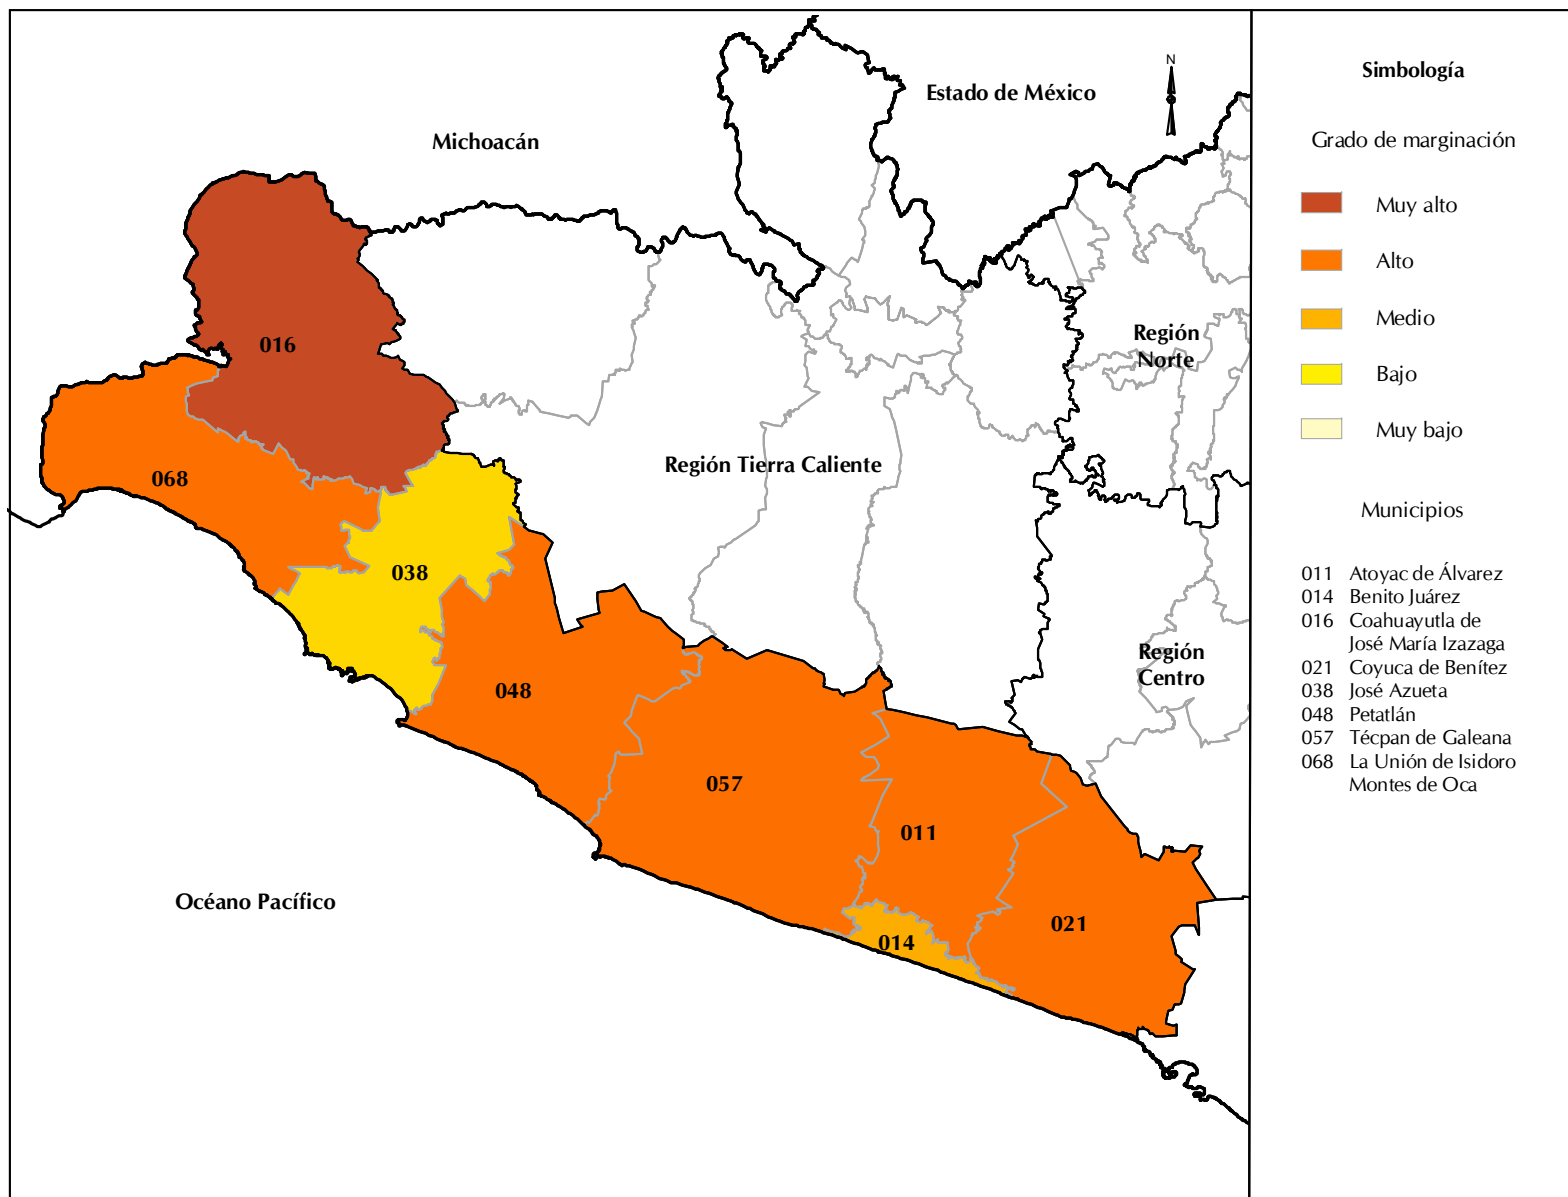 Simbología
N
Estado de México
Michoacán
Grado de marginación
Muy alto
Alto
Medio
Bajo
Muy bajo
Región
Norte
016
Región Tierra Caliente
068
038
Región
Centro
048
057
011
021
014
Océano Pacífico
Municipios
011 Atoyac de Álvarez
014 Benito Juárez
016 Coahuayutla de
José María Izazaga
021 Coyuca de Benítez
038 José Azueta
048 Petatlán
057 Técpan de Galeana
068 La Unión de Isidoro
Montes de Oca